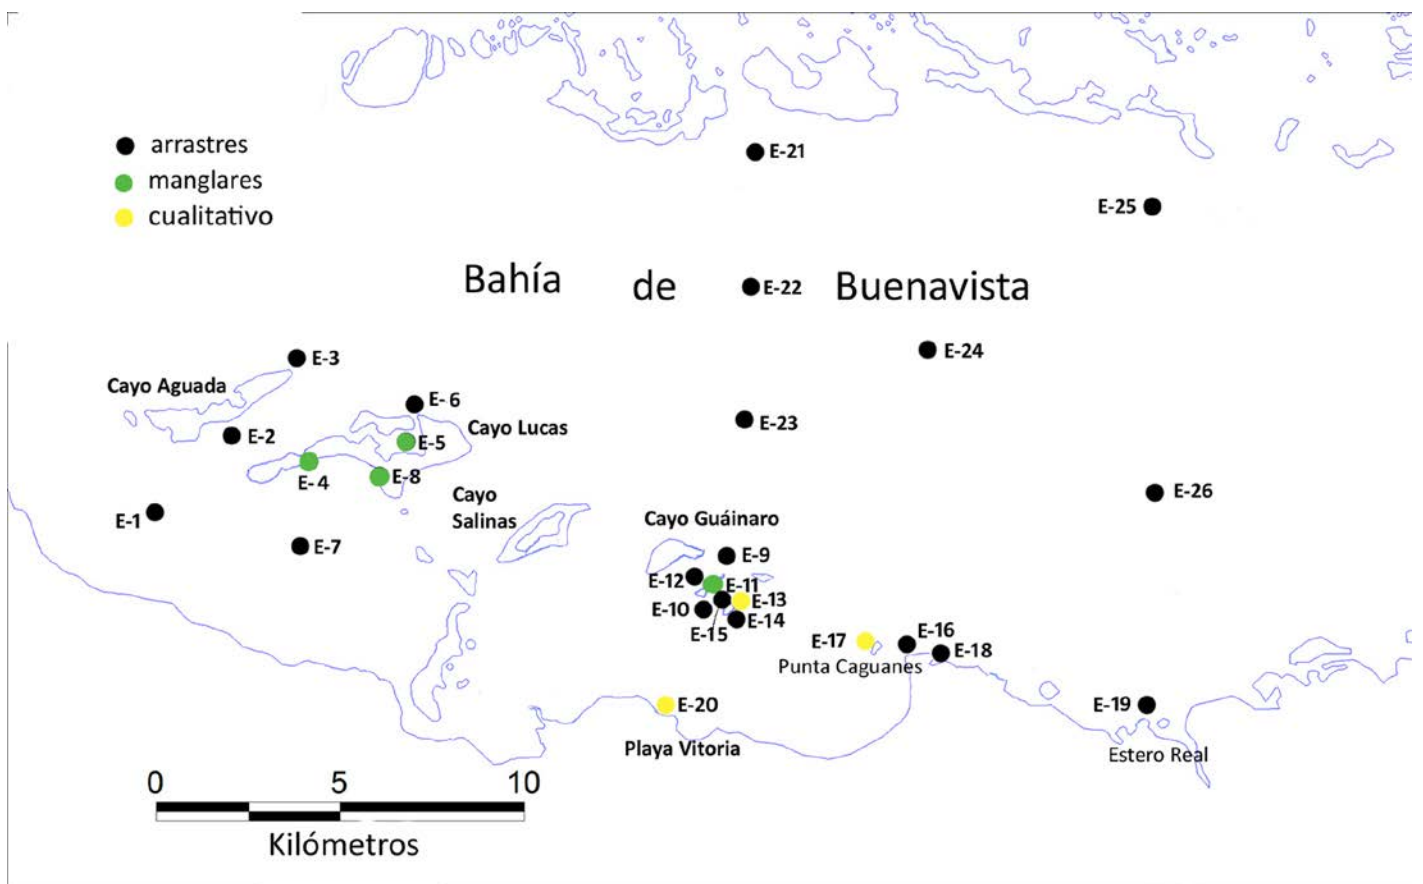 arrastres
manglares
cualitativo
E-21
E-25
Bahía de Buenavista
E-22
E-24
E-3
Cayo Aguada
E-6
E-23
Cayo Lucas
E-2
E-5
E-4
E-8
E-26
Cayo
Salinas
E-1
Cayo Guáinaro
E-7
E-9
E-12
E-11
E-13
E-10
E-14
E-15
E-16
E-17
E-18
Punta Caguanes
E-20
E-19
Playa Vitoria
Estero Real
0 5 10
Kilómetros